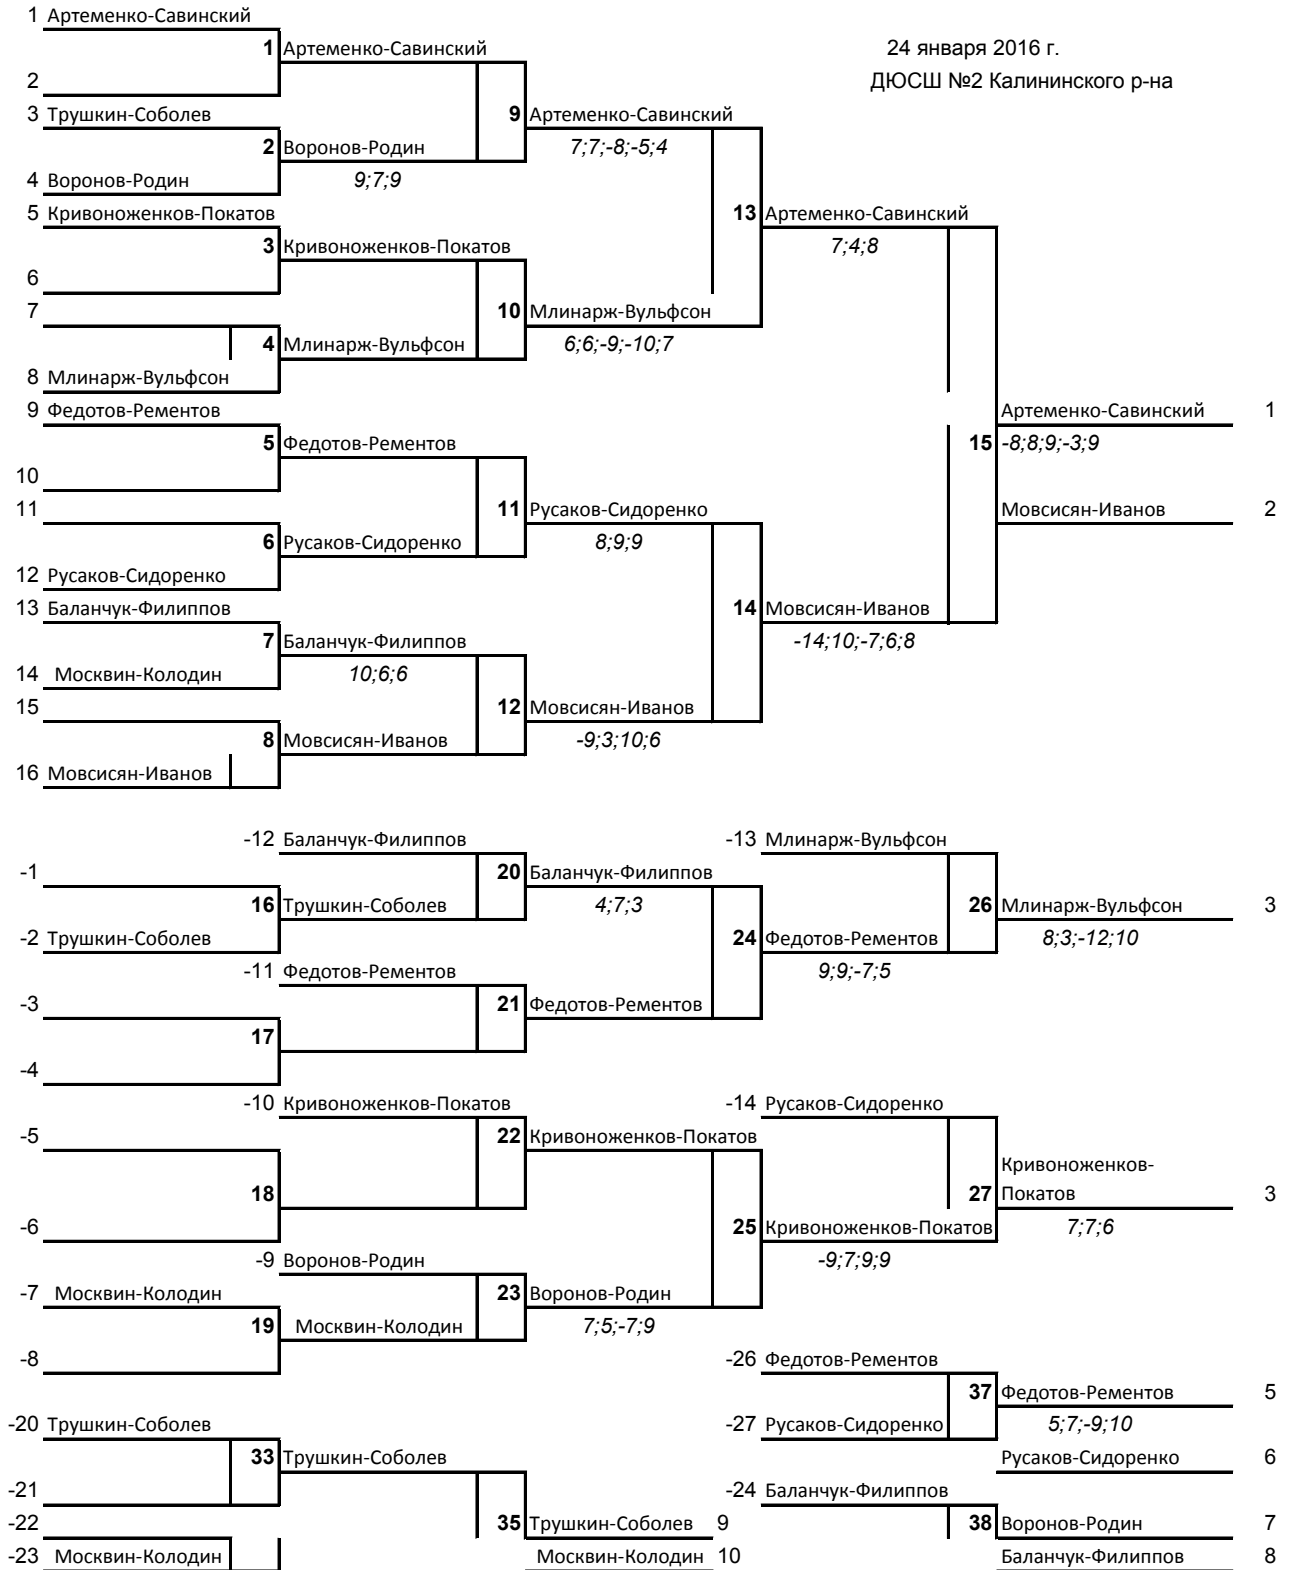 1 Артеменко-Савинский
1 Артеменко-Савинский
24 января 2016 г.
2
ДЮСШ №2 Калининского р-на
3 Трушкин-Соболев
9 Артеменко-Савинский
2 Воронов-Родин
7;7;-8;-5;4
4 Воронов-Родин
9;7;9
5 Кривоноженков-Покатов
13 Артеменко-Савинский
3 Кривоноженков-Покатов
7;4;8
6
7
10 Млинарж-Вульфсон
4 Млинарж-Вульфсон
6;6;-9;-10;7
8 Млинарж-Вульфсон
9 Федотов-Рементов
Артеменко-Савинский 1
5 Федотов-Рементов
15 -8;8;9;-3;9
10
11
11 Русаков-Сидоренко
Мовсисян-Иванов 2
6 Русаков-Сидоренко
8;9;9
12 Русаков-Сидоренко
13 Баланчук-Филиппов
14 Мовсисян-Иванов
7 Баланчук-Филиппов
-14;10;-7;6;8
14 Москвин-Колодин
10;6;6
15
12 Мовсисян-Иванов
8 Мовсисян-Иванов
-9;3;10;6
16 Мовсисян-Иванов
-12 Баланчук-Филиппов
-13 Млинарж-Вульфсон
-1
20 Баланчук-Филиппов
16 Трушкин-Соболев
4;7;3
26 Млинарж-Вульфсон 3
-2 Трушкин-Соболев
24 Федотов-Рементов
8;3;-12;10
-11 Федотов-Рементов
9;9;-7;5
-3
21 Федотов-Рементов
17
-4
-10 Кривоноженков-Покатов
-14 Русаков-Сидоренко
-5
22 Кривоноженков-Покатов
Кривоноженков-
18
27 Покатов 3
-6
25 Кривоноженков-Покатов
7;7;6
-9 Воронов-Родин
-9;7;9;9
-7 Москвин-Колодин
23 Воронов-Родин
19 Москвин-Колодин
7;5;-7;9
-8
-26 Федотов-Рементов
37 Федотов-Рементов 5
-20 Трушкин-Соболев
-27 Русаков-Сидоренко
5;7;-9;10
33 Трушкин-Соболев
Русаков-Сидоренко 6
-21
-24 Баланчук-Филиппов
-22
35 Трушкин-Соболев 9
38 Воронов-Родин 7
-23 Москвин-Колодин
Москвин-Колодин 10
Баланчук-Филиппов 8